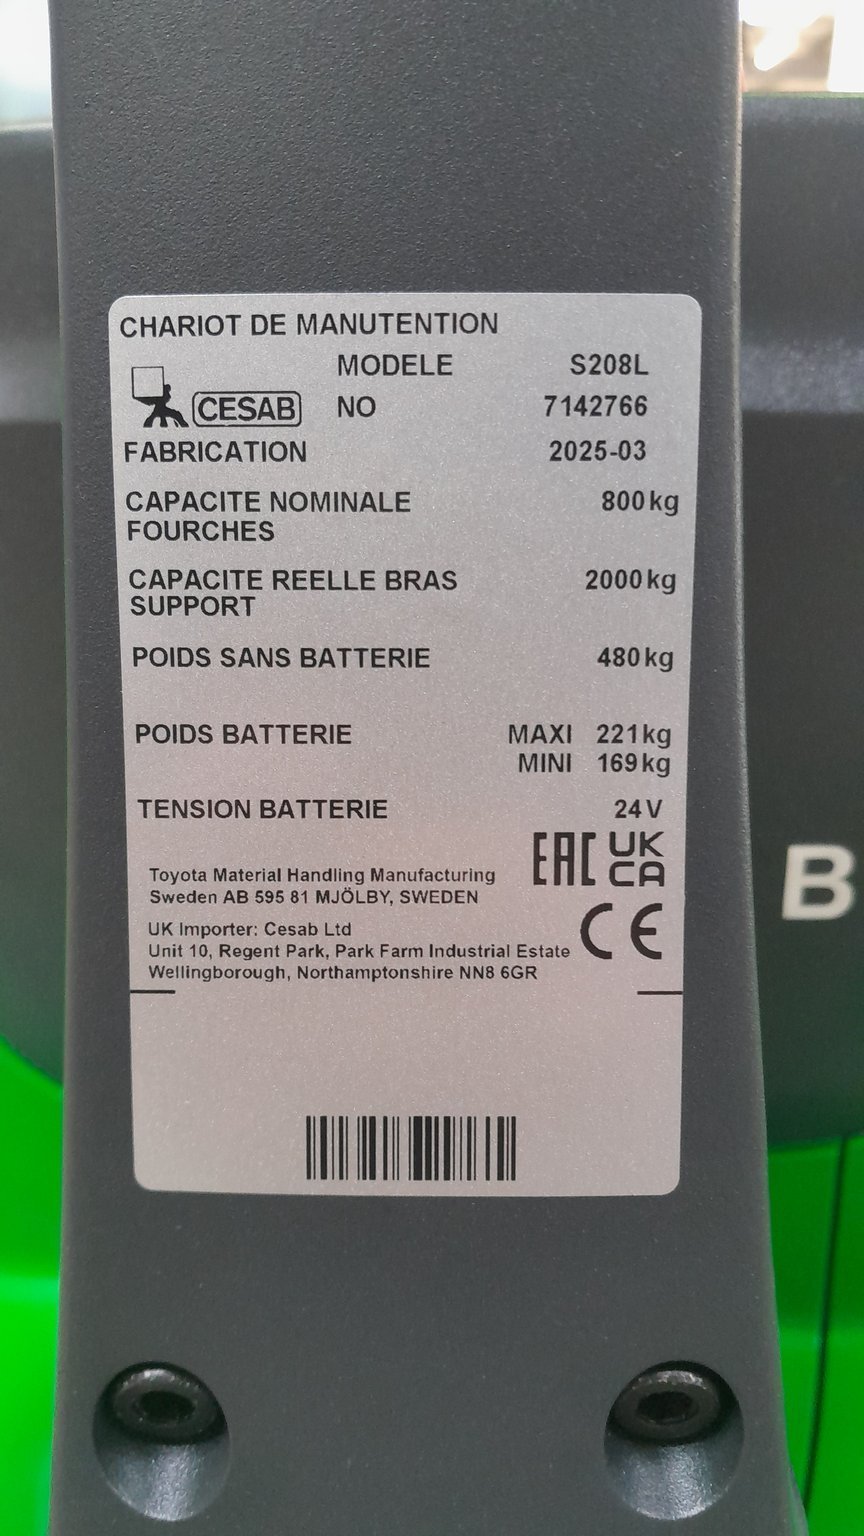 CHARIOT DE MANUTENTION
MODELE S208L
CESAB NO 7142766
FABRICATION 2025-03
CAPACITE NOMINALE 800kg
FOURCHES
CAPACITE REELLE BRAS 2000kg
SUPPORT
POIDS SANS BATTERIE 480kg
POIDS BATTERIE MAXI 221kg
MINI 169kg
TENSION BATTERIE 24V
EAC UK
CA
Toyota Material Handling Manufacturing
Sweden AB 595 81 MJÖLBY, SWEDEN
CE
UK Importer: Cesab Ltd
Unit 10, Regent Park, Park Farm Industrial Estate
Wellingborough, Northamptonshire NN8 6GR
B